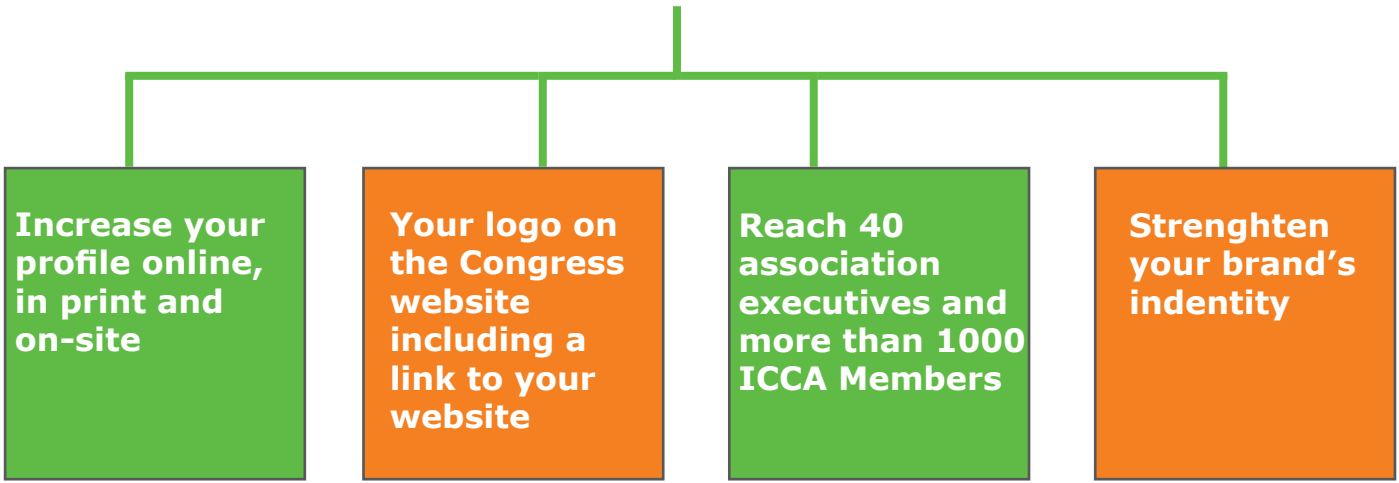 Increase your
profile online,
in print and
on-site
Your logo on
the Congress
website
including a
link to your
website
Reach 40
association
executives and
more than 1000
ICCA Members
Strenghten
your brand’s
indentity